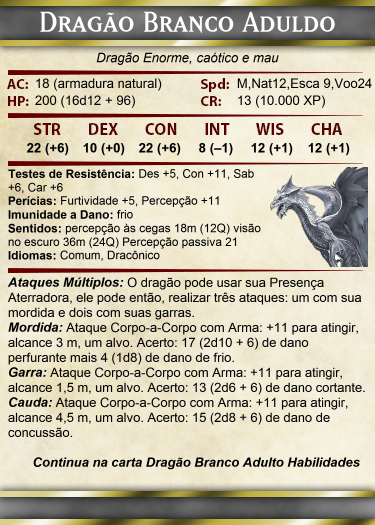 Dragão Branco Aduldo
Dragão Enorme, caótico e mau
AC: 18 (armadura natural) Spd: M,Nat12,Esca 9,Voo24
HP: 200 (16d12 + 96) CR: 13 (10.000 XP)
STR DEX CON INT WIS CHA
22 (+6) 10 (+0) 22 (+6) 8 (–1) 12 (+1) 12 (+1)
Testes de Resistência: Des +5, Con +11, Sab
+6, Car +6
Perícias: Furtividade +5, Percepção +11
Imunidade a Dano: frio
Sentidos: percepção às cegas 18m (12Q) visão
no escuro 36m (24Q) Percepção passiva 21
Idiomas: Comum, Dracônico
Ataques Múltiplos: O dragão pode usar sua Presença
Aterradora, ele pode então, realizar três ataques: um com sua
mordida e dois com suas garras.
Mordida: Ataque Corpo-a-Corpo com Arma: +11 para atingir,
alcance 3 m, um alvo. Acerto: 17 (2d10 + 6) de dano
perfurante mais 4 (1d8) de dano de frio.
Garra: Ataque Corpo-a-Corpo com Arma: +11 para atingir,
alcance 1,5 m, um alvo. Acerto: 13 (2d6 + 6) de dano cortante.
Cauda: Ataque Corpo-a-Corpo com Arma: +11 para atingir,
alcance 4,5 m, um alvo. Acerto: 15 (2d8 + 6) de dano de
concussão.
Continua na carta Dragão Branco Adulto Habilidades